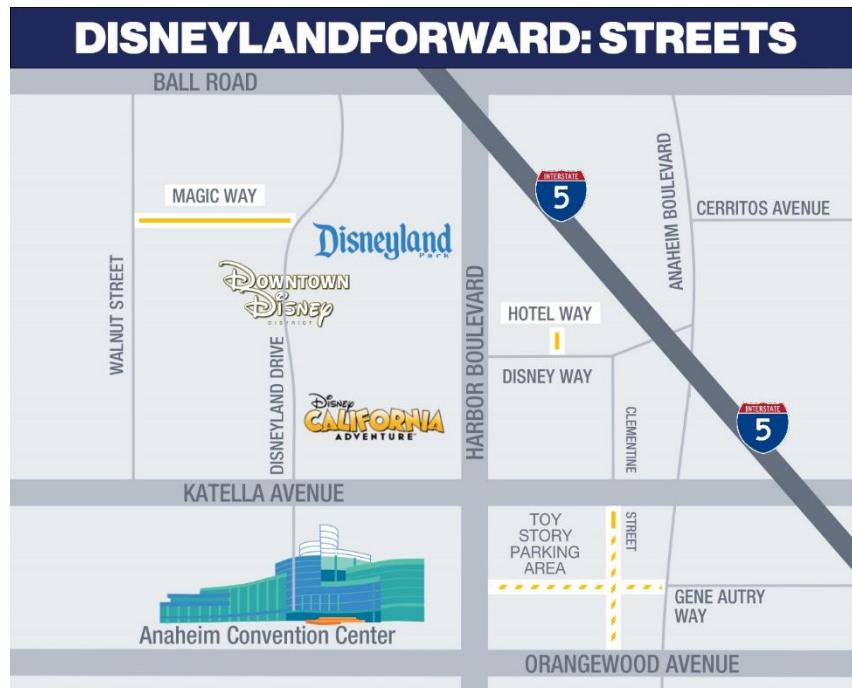 DISNEYLANDFORWARD: STREETS
BALL ROAD
MAGIC WAY
Disneyland
Park
DOWNTOWN
DISNEY
DISTRICT
WALNUT STREET
DISNEYLAND DRIVE
HARBOR BOULEVARD
INTERSTATE
5
ANAHEIM BOULEVARD
CERRITOS AVENUE
HOTEL WAY
DISNEY WAY
Disney
CALIFORNIA
ADVENTURE
CLEMENTINE
STREET
INTERSTATE
5
KATELLA AVENUE
TOY
STORY
PARKING
AREA
GENE AUTRY
WAY
Anaheim Convention Center
ORANGEWOOD AVENUE